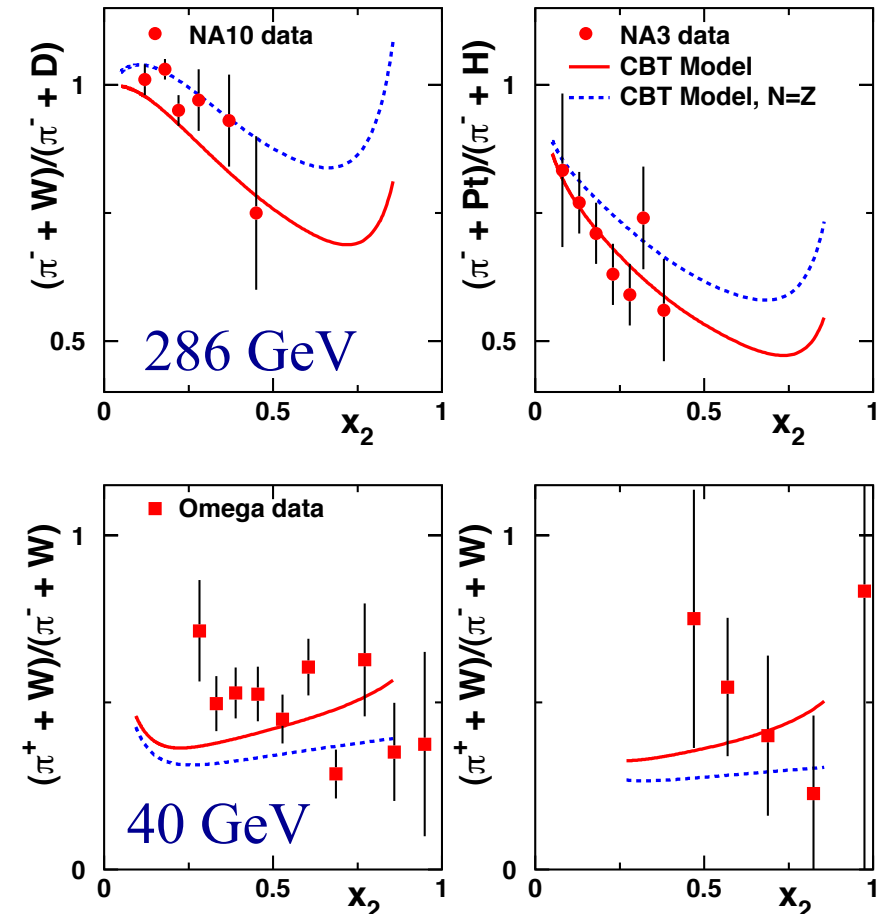 NA10 data
(π⁻ + W)/(π⁻ + D)
1
0.5
286 GeV
0 0.5 1
x₂
NA3 data
CBT Model
CBT Model, N=Z
(π⁻ + Pt)/(π⁻ + H)
1
0.5
0 0.5 1
x₂
Omega data
(π⁺ + W)/(π⁻ + W)
1
0
40 GeV
0 0.5 1
x₂
(π⁺ + W)/(π⁻ + W)
1
0
0 0.5 1
x₂